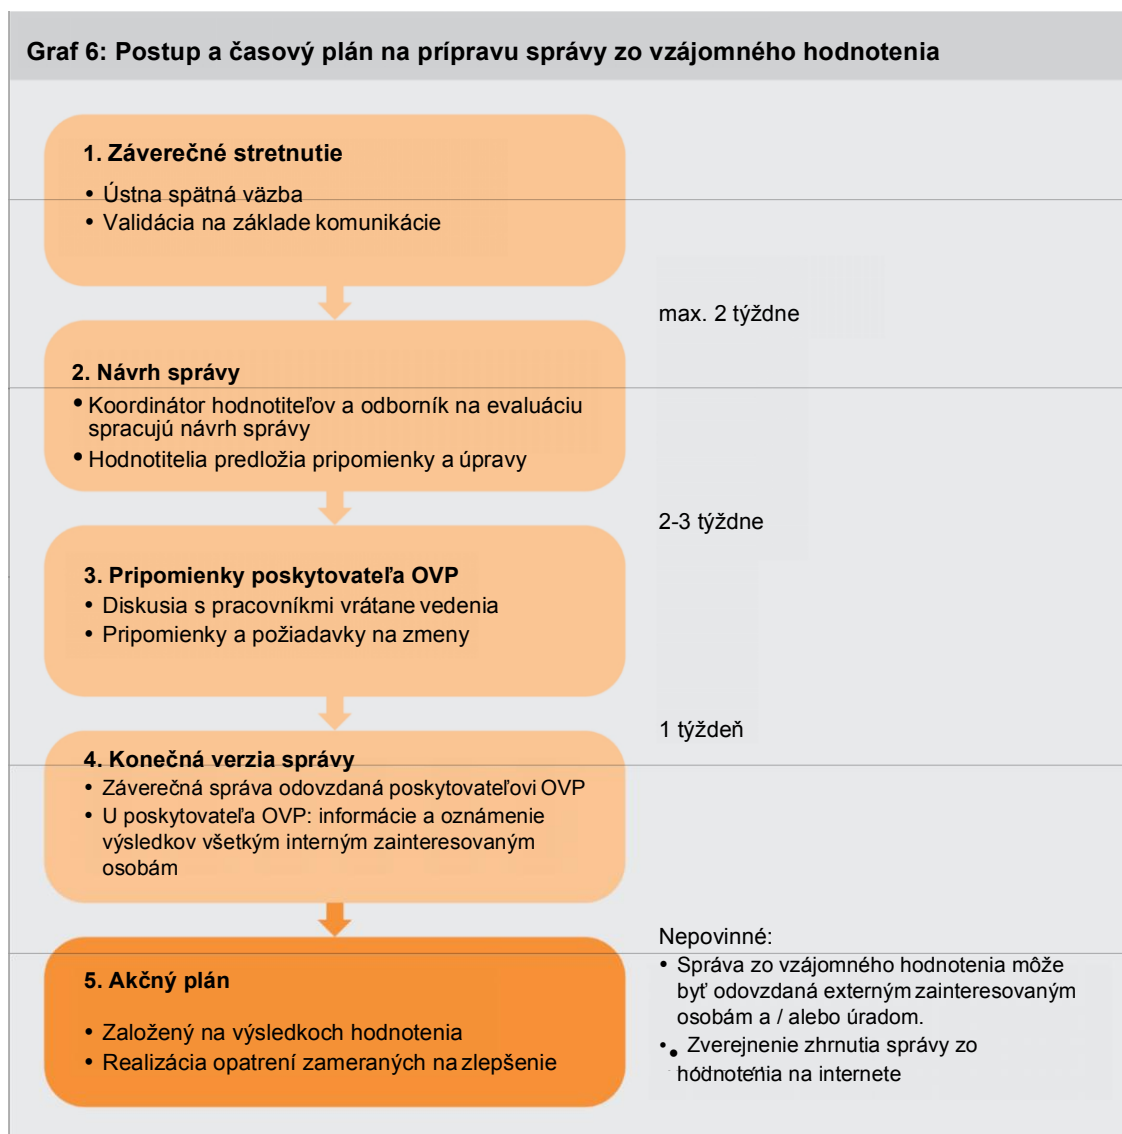 Graf 6: Postup a časový plán na prípravu správy zo vzájomného hodnotenia
1. Záverečné stretnutie
• Ústna spätná väzba
• Validácia na základe komunikácie
max. 2 týždne
2. Návrh správy
• Koordinátor hodnotiteľov a odborník na evaluáciu
spracujú návrh správy
• Hodnotitelia predložia pripomienky a úpravy
2-3 týždne
3. Pripomienky poskytovateľa OVP
• Diskusia s pracovníkmi vrátane vedenia
• Pripomienky a požiadavky na zmeny
1 týždeň
4. Konečná verzia správy
• Záverečná správa odovzdaná poskytovateľovi OVP
• U poskytovateľa OVP: informácie a oznámenie
výsledkov všetkým interným zainteresovaným
osobám
5. Akčný plán
• Založený na výsledkoch hodnotenia
• Realizácia opatrení zameraných na zlepšenie
Nepovinné:
• Správa zo vzájomného hodnotenia môže
byť odovzdaná externým zainteresovaným
osobám a / alebo úradom.
• Zverejnenie zhrnutia správy zo
hodnotenia na internete